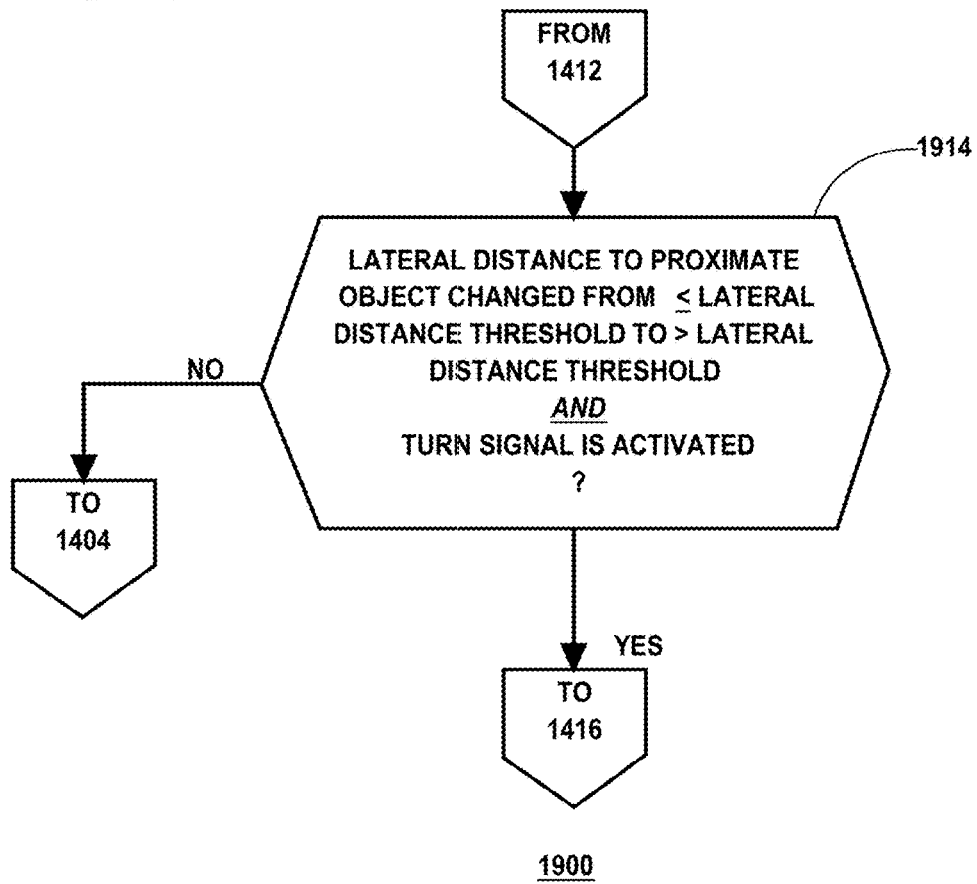 FROM
1412
1914
LATERAL DISTANCE TO PROXIMATE
OBJECT CHANGED FROM ≤ LATERAL
DISTANCE THRESHOLD TO > LATERAL
DISTANCE THRESHOLD
AND
TURN SIGNAL IS ACTIVATED
?
NO
TO
1404
YES
TO
1416
1900